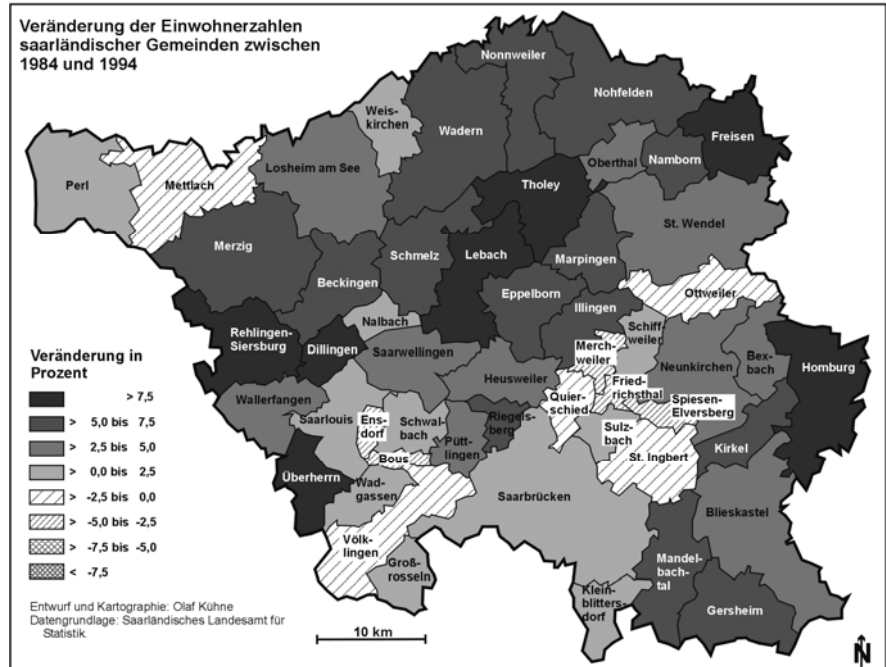 Veränderung der Einwohnerzahlen
saarländischer Gemeinden zwischen
1984 und 1994
Nonnweiler
Nohfelden
Weis-
kirchen
Wadern
Freisen
Oberthal
Namborn
Losheim am See
Perl
Mettlach
Tholey
St. Wendel
Merzig
Schmelz
Lebach
Marpingen
Beckingen
Eppelborn
Ottweiler
Illingen
Nalbach
Schiff-
weiler
Rehlingen-
Siersburg
Dillingen
Saarwellingen
Merch-
weiler
Neunkirchen
Bex-
bach
Homburg
Heusweiler
Fried-
richsthal
Wallerfangen
Quier-
schied
Spiesen-
Elversberg
Saarlouis
Ens-
dorf
Schwal-
bach
Riegels-
berg
Pütt-
lingen
Sulz-
bach
Kirkel
St. Ingbert
Bous
Überherrn
Wad-
gassen
Saarbrücken
Blieskastel
Völk-
lingen
Groß-
rosseln
Mandel-
bach-
tal
Klein-
blitters-
dorf
Gersheim
Veränderung in
Prozent
> 7,5
> 5,0 bis 7,5
> 2,5 bis 5,0
> 0,0 bis 2,5
> -2,5 bis 0,0
> -5,0 bis -2,5
> -7,5 bis -5,0
< -7,5
Entwurf und Kartographie: Olaf Kühne
Datengrundlage: Saarländisches Landesamt für
Statistik.
10 km
N